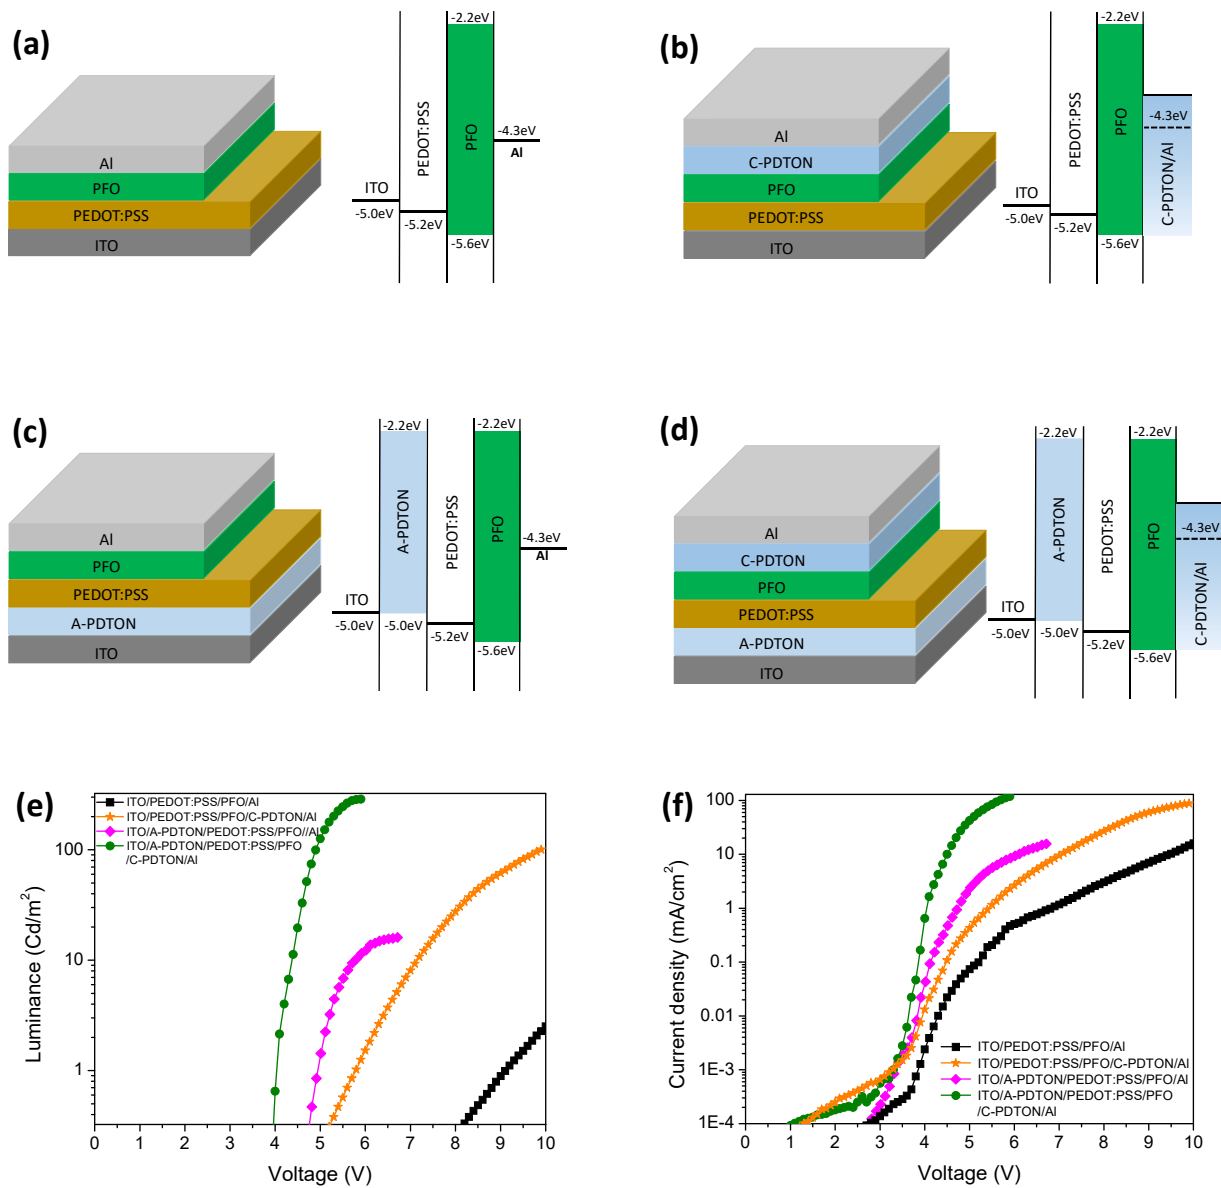 (a)
-2.2eV
PEDOT:PSS
PFO
-4.3eV
Al
ITO
-5.0eV
-5.2eV
-5.6eV
Al
PFO
PEDOT:PSS
ITO
(b)
-2.2eV
PEDOT:PSS
PFO
-4.3eV
C-PDTON/Al
ITO
-5.0eV
-5.2eV
-5.6eV
Al
C-PDTON
PFO
PEDOT:PSS
ITO
(c)
-2.2eV
-2.2eV
A-PDTON
PEDOT:PSS
PFO
-4.3eV
Al
ITO
-5.0eV
-5.0eV
-5.2eV
-5.6eV
Al
PFO
PEDOT:PSS
A-PDTON
ITO
(d)
-2.2eV
-2.2eV
A-PDTON
PEDOT:PSS
PFO
-4.3eV
C-PDTON/Al
ITO
-5.0eV
-5.0eV
-5.2eV
-5.6eV
Al
C-PDTON
PFO
PEDOT:PSS
A-PDTON
ITO
(e)
ITO/PEDOT:PSS/PFO/Al
ITO/PEDOT:PSS/PFO/C-PDTON/Al
ITO/A-PDTON/PEDOT:PSS/PFO//Al
ITO/A-PDTON/PEDOT:PSS/PFO
/C-PDTON/Al
Luminance (Cd/m²)
100
10
1
0 1 2 3 4 5 6 7 8 9 10
Voltage (V)
(f)
Current density (mA/cm²)
100
10
1
0.1
0.01
1E-3
1E-4
ITO/PEDOT:PSS/PFO/Al
ITO/PEDOT:PSS/PFO/C-PDTON/Al
ITO/A-PDTON/PEDOT:PSS/PFO/Al
ITO/A-PDTON/PEDOT:PSS/PFO
/C-PDTON/Al
0 1 2 3 4 5 6 7 8 9 10
Voltage (V)